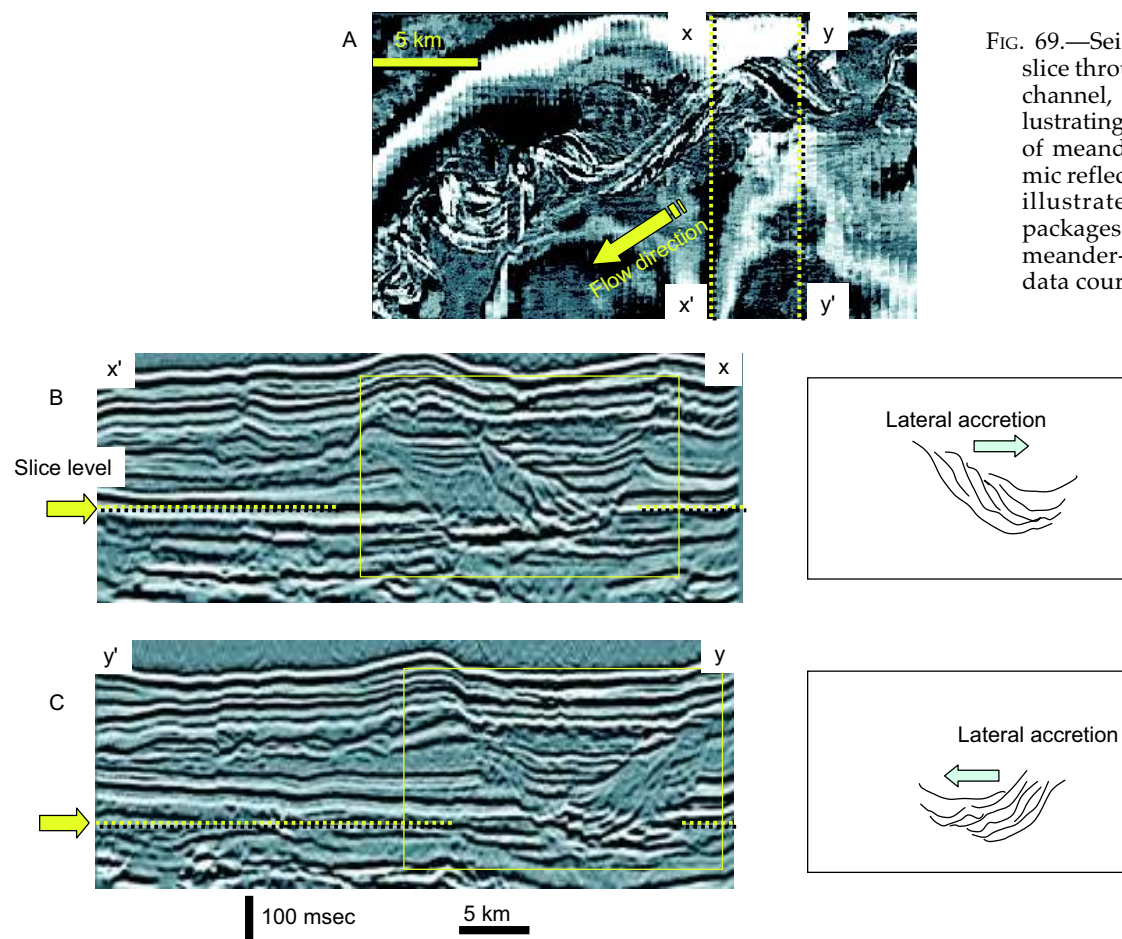 A
5 km
x
y
Flow direction
x'
y'
FIG. 69.—Sei
slice throu
channel,
lustrating
of meand
mic reflec
illustrate
packages
meander-
data cour
B
x'
x
Slice level
Lateral accretion
C
y'
y
Lateral accretion
100 msec
5 km